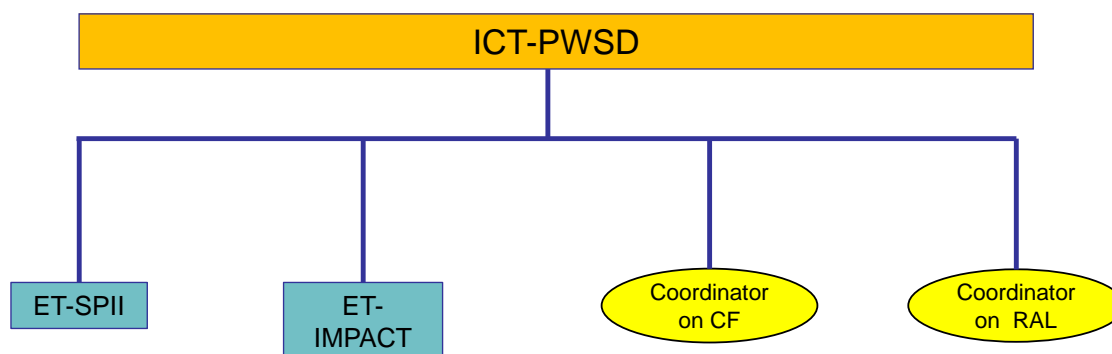 ICT-PWSD
ET-SPII
ET-
IMPACT
Coordinator
on CF
Coordinator
on RAL